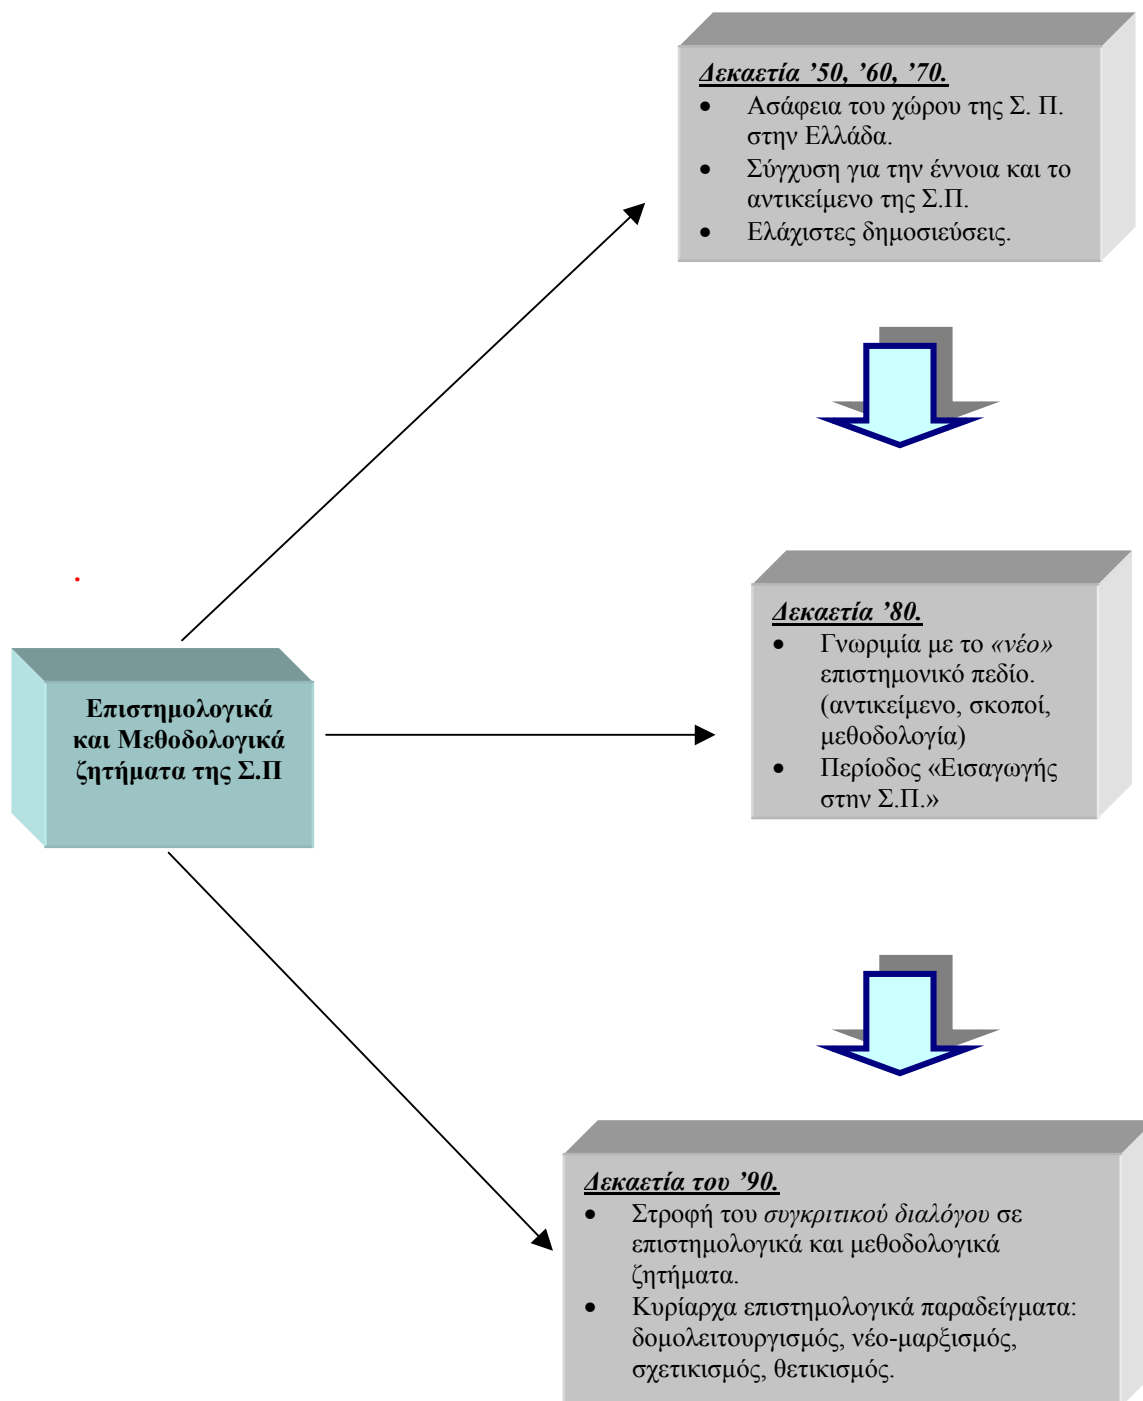 Δεκαετία ’50, ’60, ’70.
• Ασάφεια του χώρου της Σ. Π.
στην Ελλάδα.
• Σύγχυση για την έννοια και το
αντικείμενο της Σ.Π.
• Ελάχιστες δημοσιεύσεις.
Επιστημολογικά
και Μεθοδολογικά
ζητήματα της Σ.Π
Δεκαετία ’80.
• Γνωριμία με το «νέο»
επιστημονικό πεδίο.
(αντικείμενο, σκοποί,
μεθοδολογία)
• Περίοδος «Εισαγωγής
στην Σ.Π.»
Δεκαετία του ’90.
• Στροφή του συγκριτικού διαλόγου σε
επιστημολογικά και μεθοδολογικά
ζητήματα.
• Κυρίαρχα επιστημολογικά παραδείγματα:
δομολειτουργισμός, νέο-μαρξισμός,
σχετικισμός, θετικισμός.